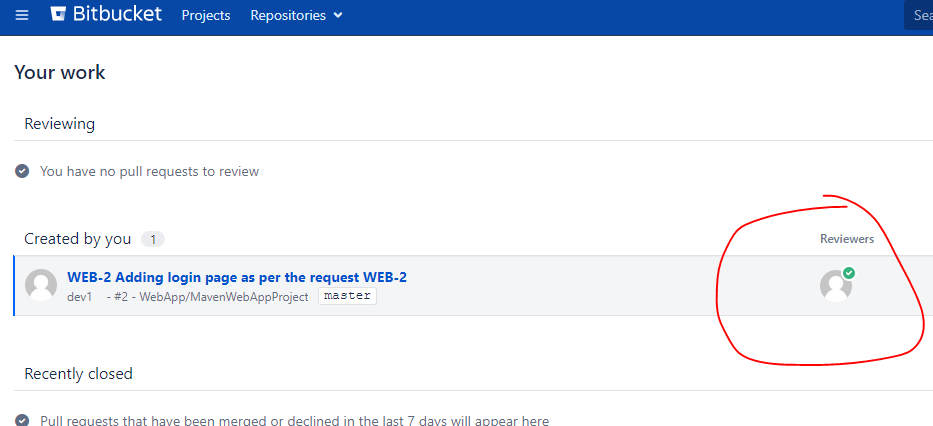 Bitbucket Projects Repositories Sea
Your work
Reviewing
You have no pull requests to review
Created by you 1
Reviewers
WEB-2 Adding login page as per the request WEB-2
dev1 - #2 - WebApp/MavenWebAppProject master
Recently closed
Pull requests that have been merged or declined in the last 7 days will appear here